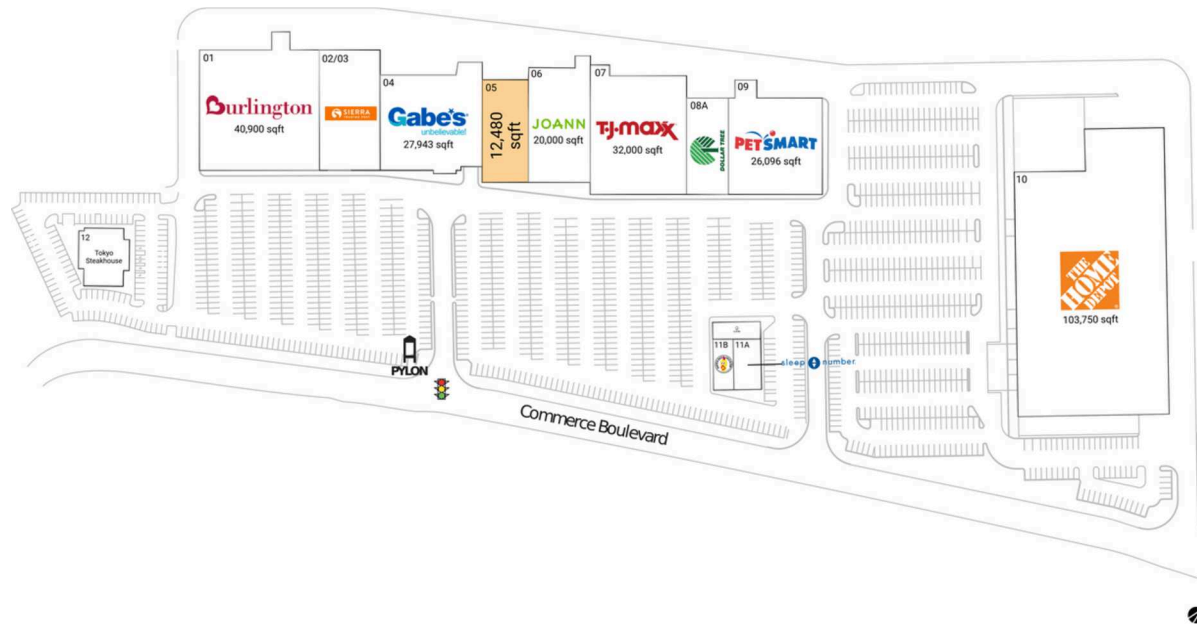 01
Burlington
40,900 sqft
02/03
SIERRA
04
Gabe's
unbelievable!
27,943 sqft
05
12,480
sqft
06
JOANN
20,000 sqft
07
T.J.maxx
32,000 sqft
08A
DOLLAR TREE
09
PETSMART
26,096 sqft
10
THE
HOME
DEPOT
103,750 sqft
12
Tokyo
Steakhouse
11B
11A
sleep number
PYLON
Commerce Boulevard